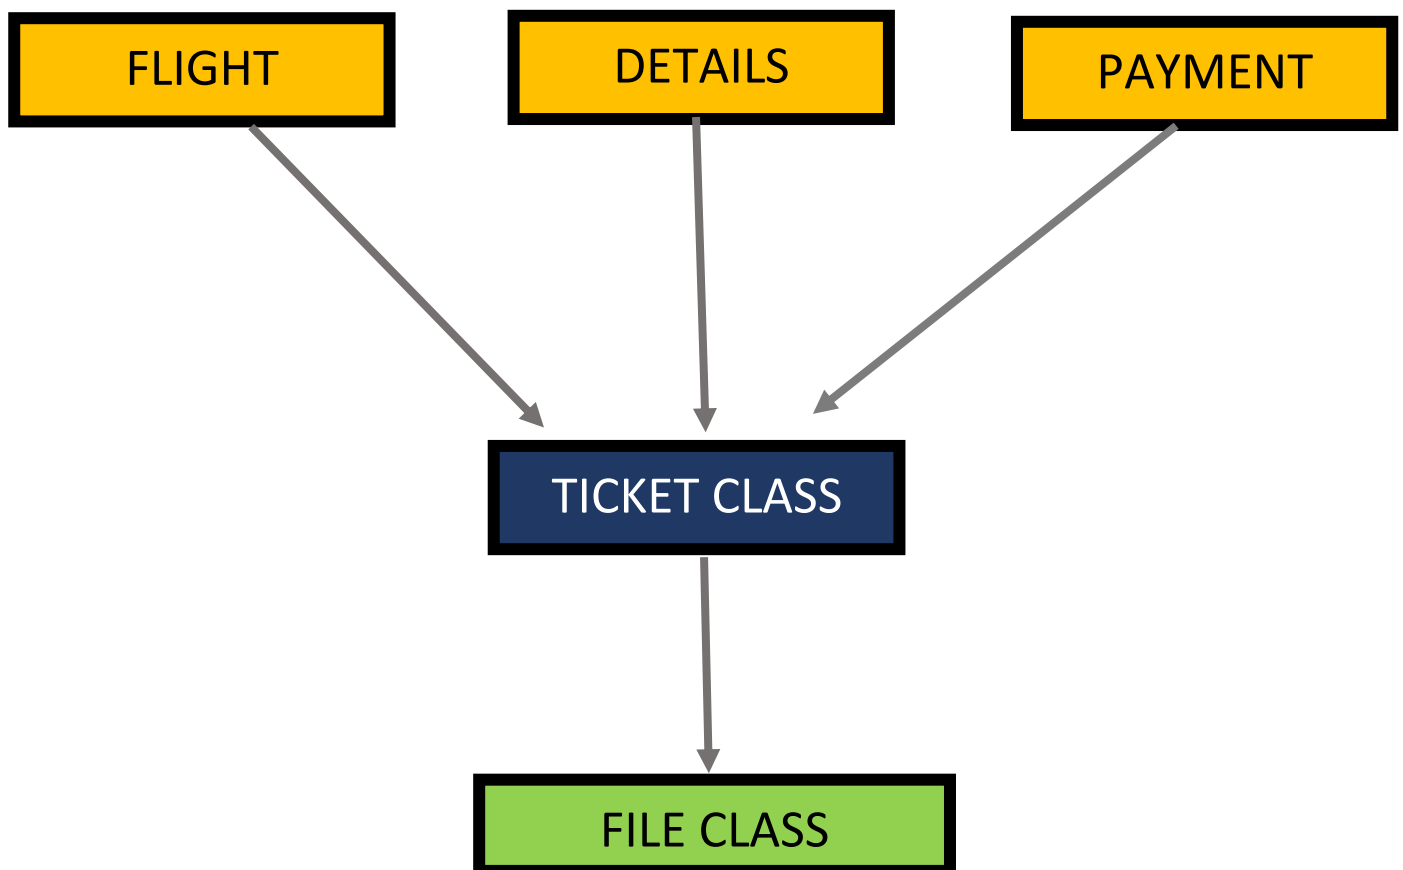 FLIGHT
DETAILS
PAYMENT
TICKET CLASS
FILE CLASS